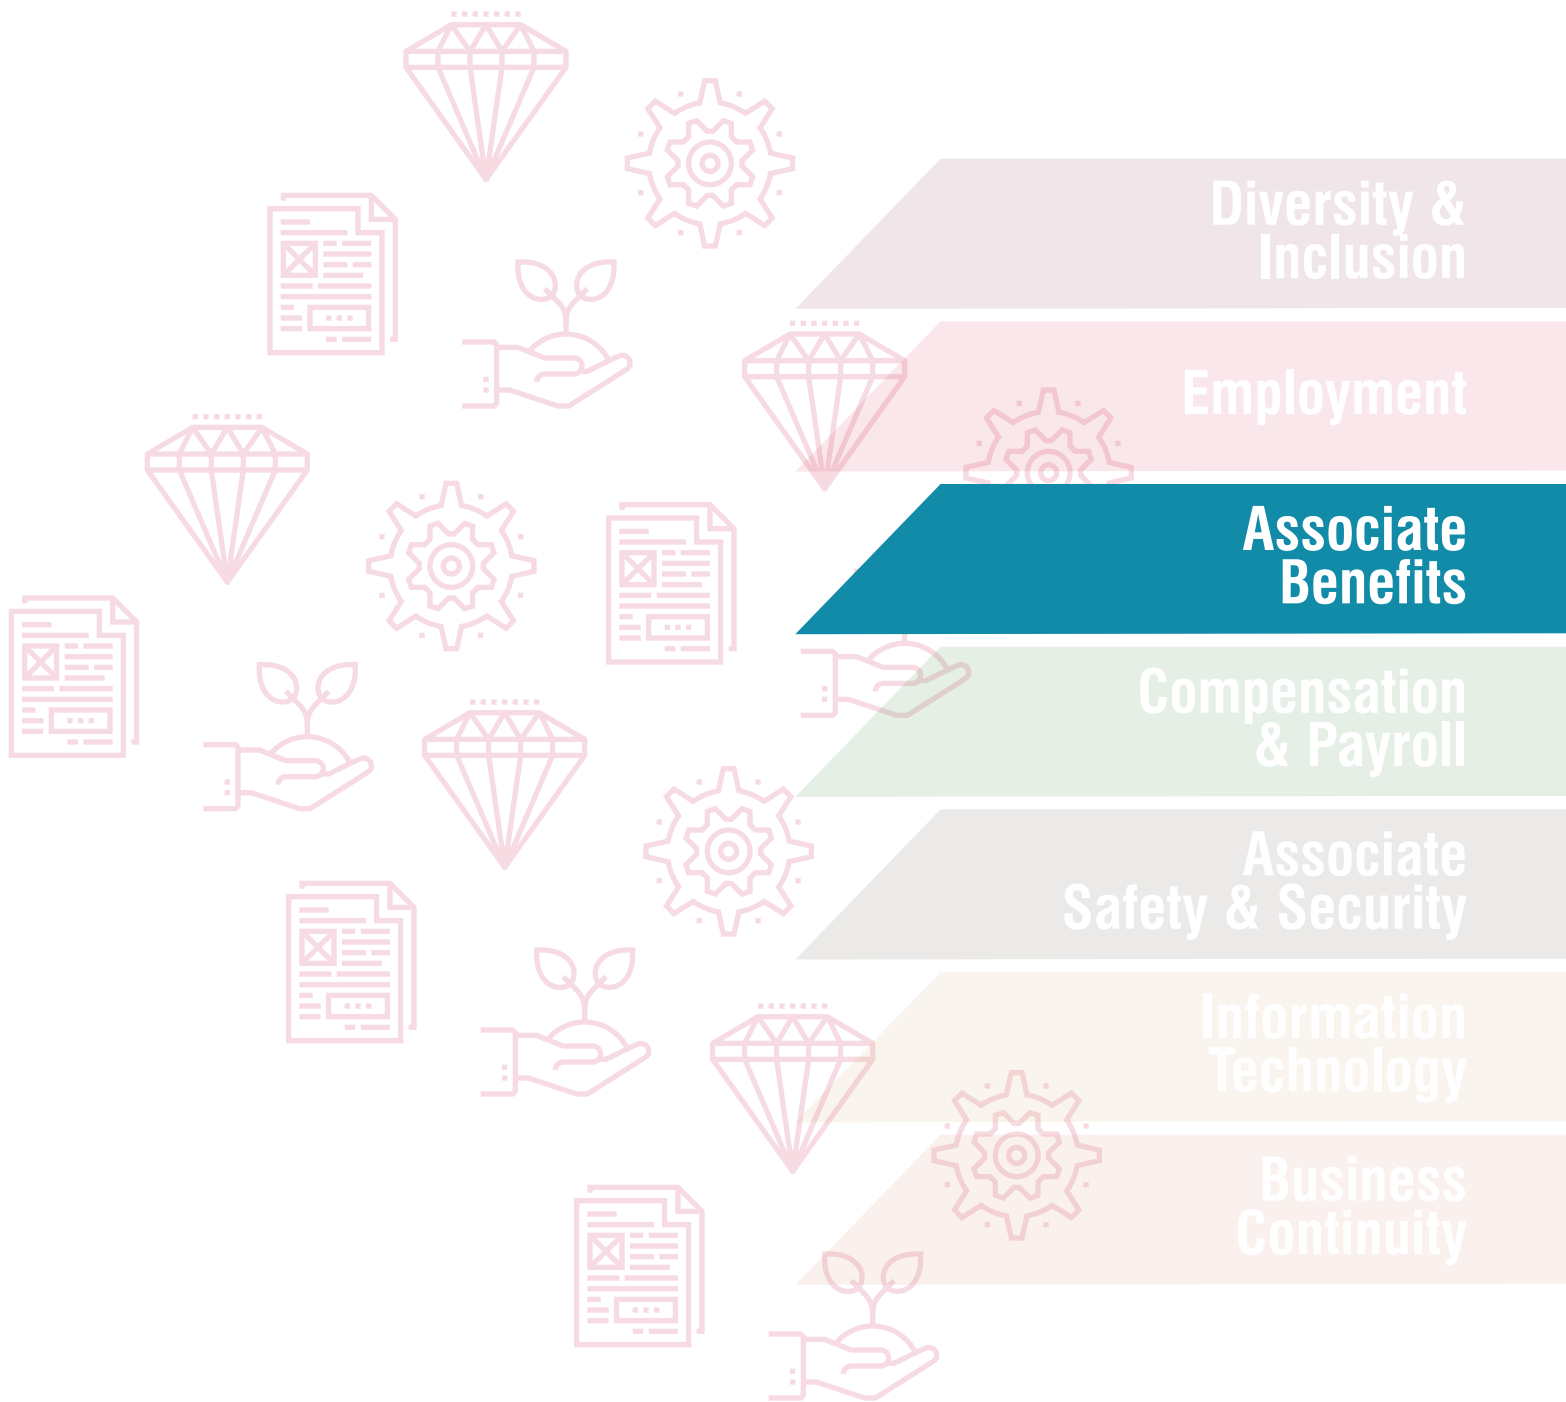 Diversity &
Inclusion
Employment
Associate
Benefits
Compensation
& Payroll
Associate
Safety & Security
Information
Technology
Business
Continuity